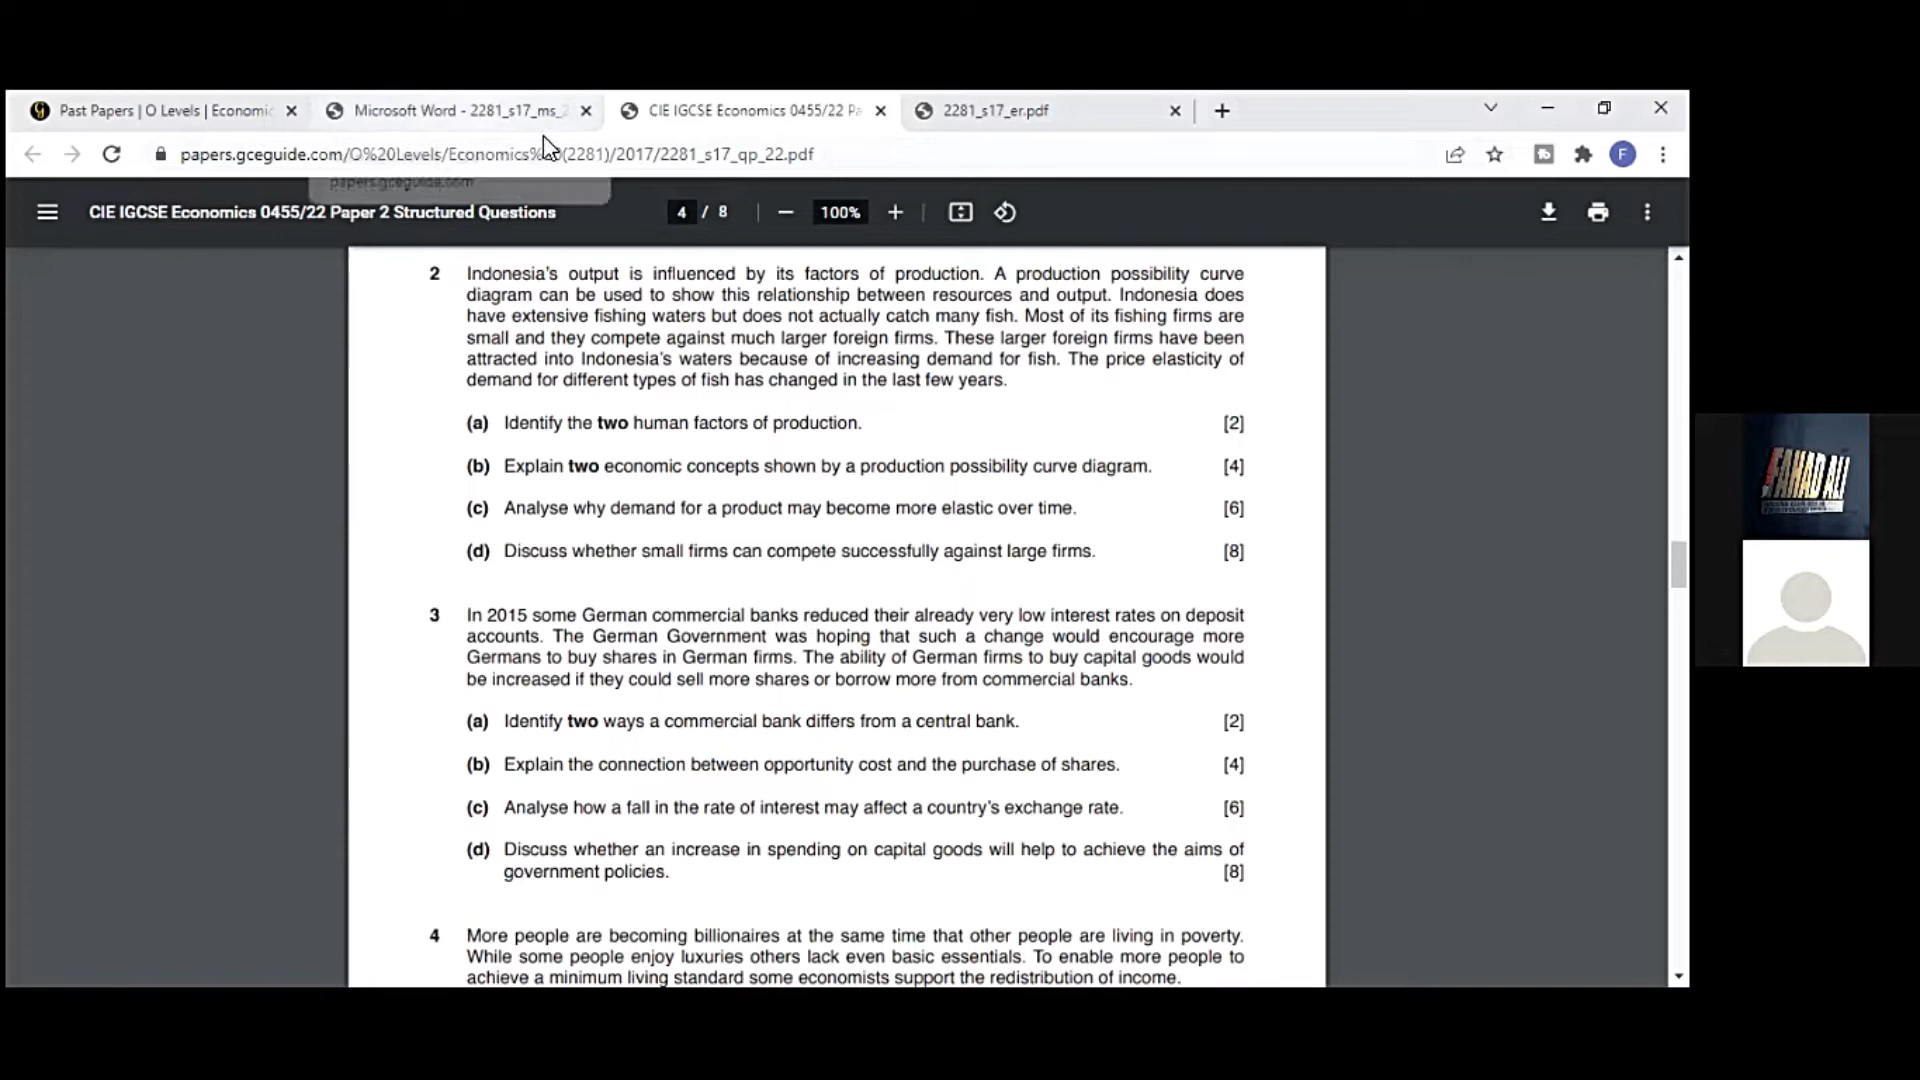 Past Papers | O Levels | Economic
Microsoft Word - 2281_s17_ms_2
CIE IGCSE Economics 0455/22 Pa
2281_s17_er.pdf
papers.gceguide.com/O%20Levels/Economics% (2281)/2017/2281_s17_qp_22.pdf
F
papers.gceguide.com
CIE IGCSE Economics 0455/22 Paper 2 Structured Questions
4 / 8
100%
2 Indonesia's output is influenced by its factors of production. A production possibility curve
diagram can be used to show this relationship between resources and output. Indonesia does
have extensive fishing waters but does not actually catch many fish. Most of its fishing firms are
small and they compete against much larger foreign firms. These larger foreign firms have been
attracted into Indonesia's waters because of increasing demand for fish. The price elasticity of
demand for different types of fish has changed in the last few years.
(a) Identify the two human factors of production. [2]
(b) Explain two economic concepts shown by a production possibility curve diagram. [4]
(c) Analyse why demand for a product may become more elastic over time. [6]
(d) Discuss whether small firms can compete successfully against large firms. [8]
3 In 2015 some German commercial banks reduced their already very low interest rates on deposit
accounts. The German Government was hoping that such a change would encourage more
Germans to buy shares in German firms. The ability of German firms to buy capital goods would
be increased if they could sell more shares or borrow more from commercial banks.
(a) Identify two ways a commercial bank differs from a central bank. [2]
(b) Explain the connection between opportunity cost and the purchase of shares. [4]
(c) Analyse how a fall in the rate of interest may affect a country's exchange rate. [6]
(d) Discuss whether an increase in spending on capital goods will help to achieve the aims of
government policies. [8]
4 More people are becoming billionaires at the same time that other people are living in poverty.
While some people enjoy luxuries others lack even basic essentials. To enable more people to
achieve a minimum living standard some economists support the redistribution of income.
FAHAD ALI